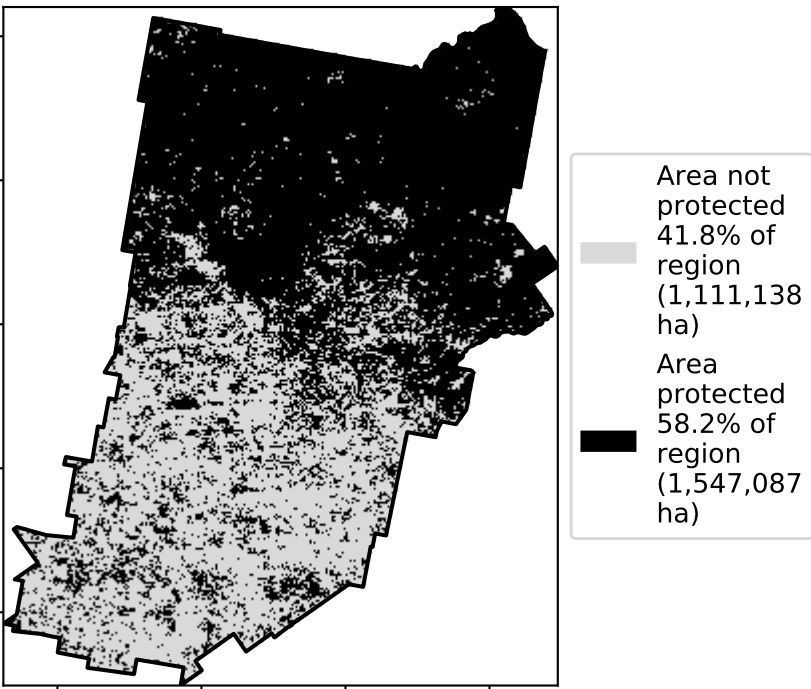 Area not
protected
41.8% of
region
(1,111,138
ha)
Area
protected
58.2% of
region
(1,547,087
ha)